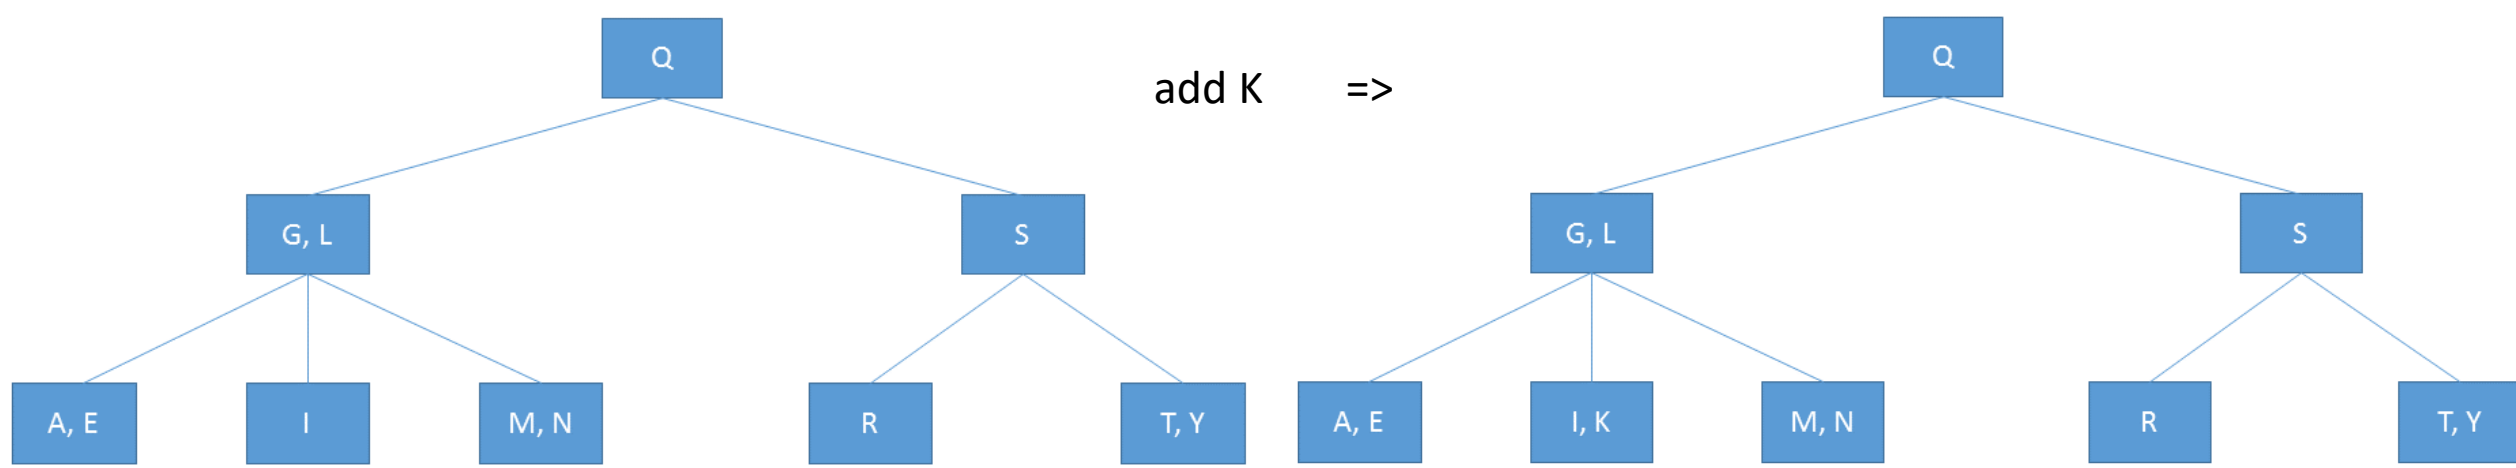 Q
add K =>
Q
G, L
S
G, L
S
A, E
I
M, N
R
T, Y
A, E
I, K
M, N
R
T, Y